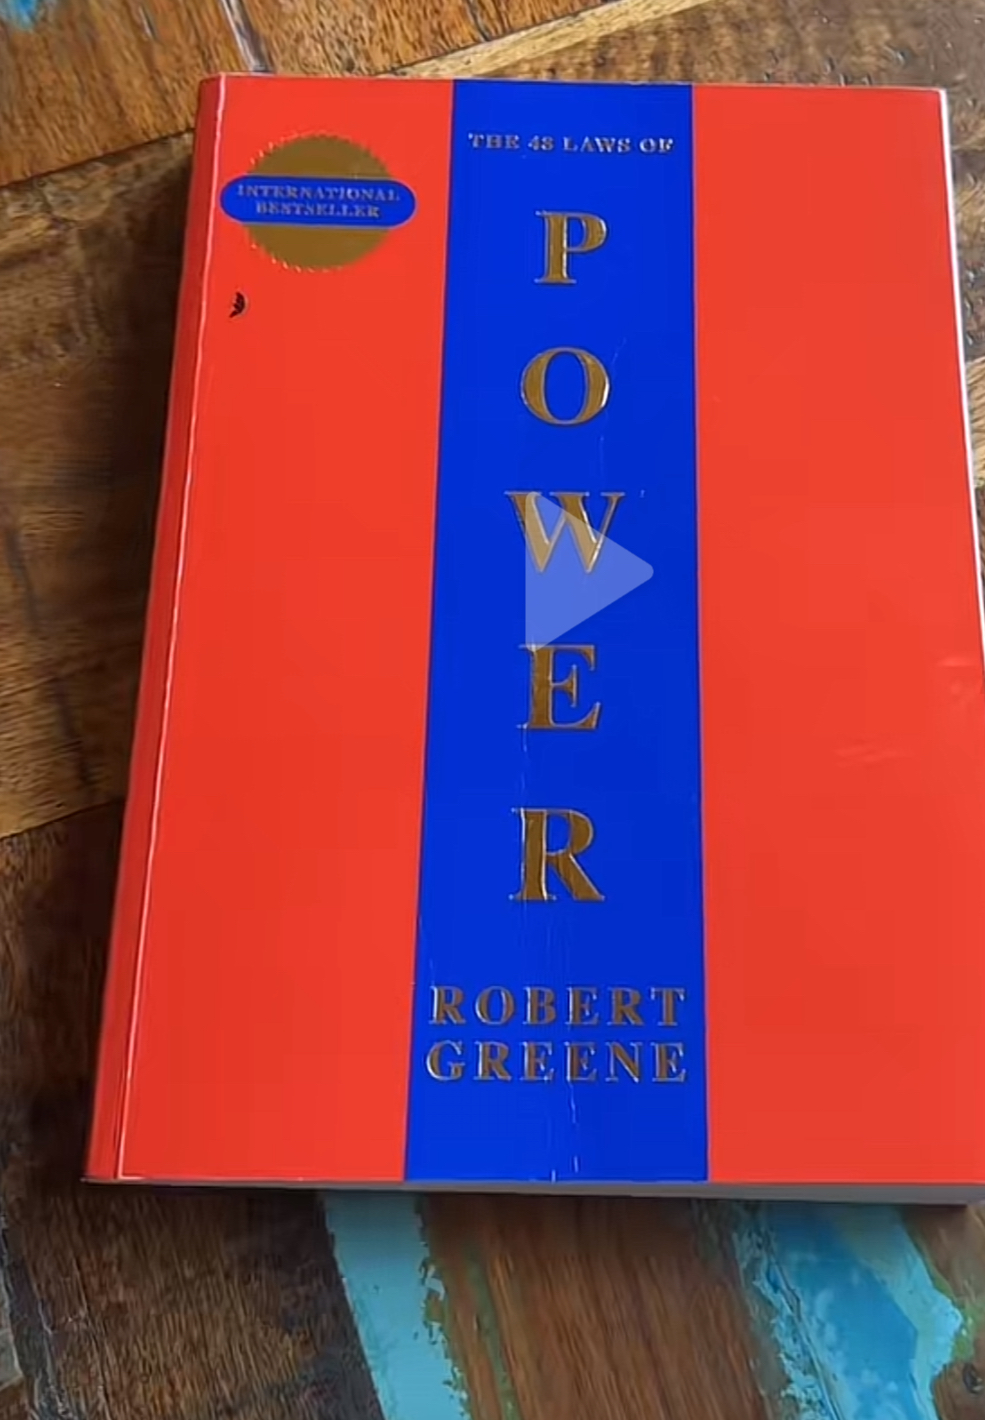 THE 48 LAWS OF
INTERNATIONAL
BESTSELLER
P
O
W
E
R
ROBERT
GREENE